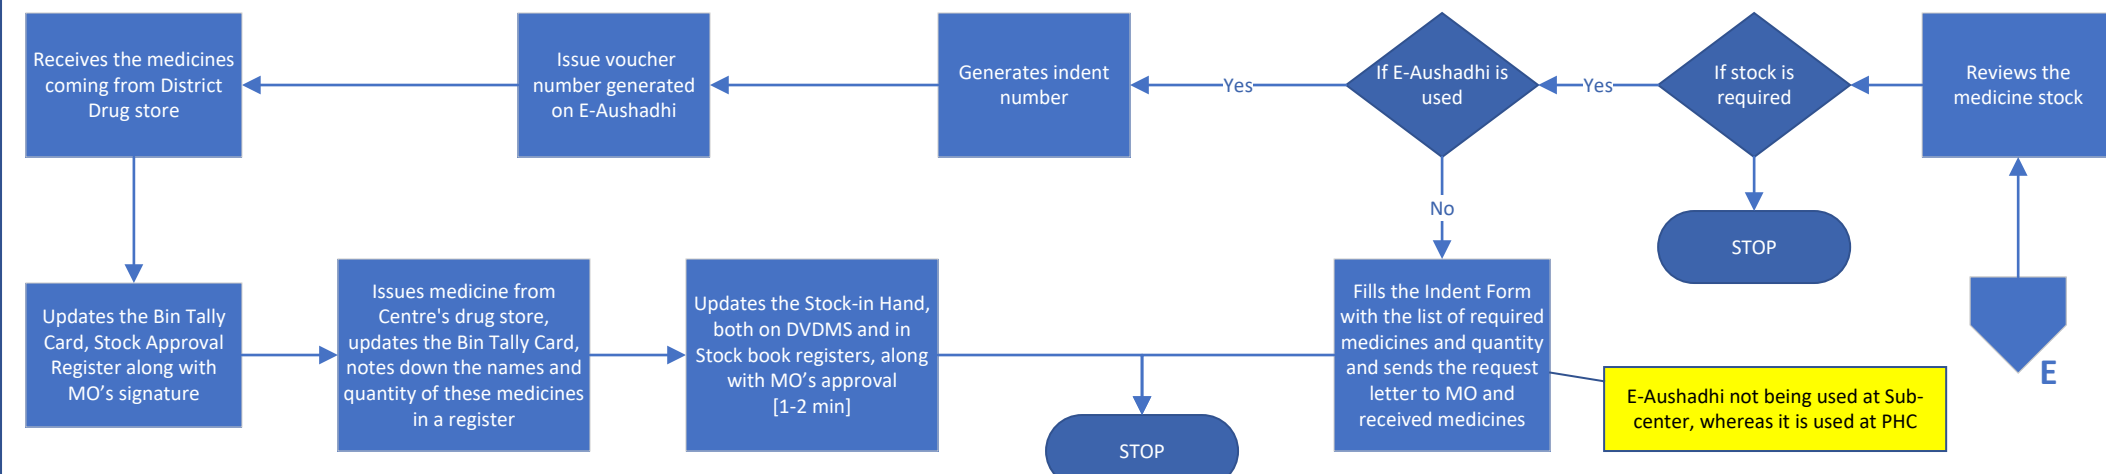 Receives the medicines
coming from District
Drug store
Issue voucher
number generated
on E-Aushadhi
Generates indent
number
Yes
If E-Aushadhi is
used
Yes
If stock is
required
Reviews the
medicine stock
No
STOP
Updates the Bin Tally
Card, Stock Approval
Register along with
MO’s signature
Issues medicine from
Centre's drug store,
updates the Bin Tally Card,
notes down the names and
quantity of these medicines
in a register
Updates the Stock-in Hand,
both on DVDMS and in
Stock book registers, along
with MO’s approval
[1-2 min]
STOP
Fills the Indent Form
with the list of required
medicines and quantity
and sends the request
letter to MO and
received medicines
E-Aushadhi not being used at Sub-
center, whereas it is used at PHC
E